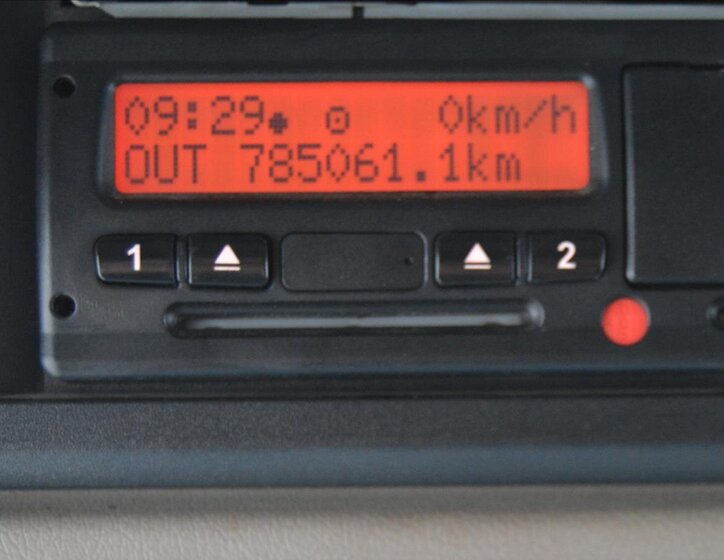 09:29● ⊙ 0km/h
OUT 785061.1km
1 ⏏ ⏏ 2